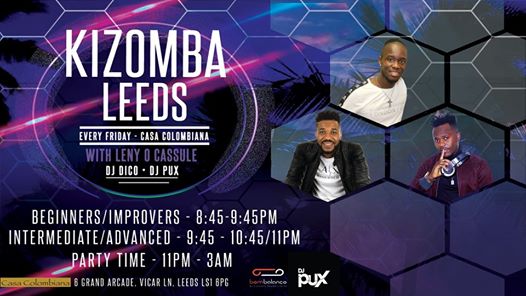 KIZOMBA
LEEDS
EVERY FRIDAY - CASA COLOMBIANA
WITH LENY O CASSULE
DJ DICO • DJ PUX
BEGINNERS/IMPROVERS - 8:45-9:45PM
INTERMEDIATE/ADVANCED - 9:45 - 10:45/11PM
PARTY TIME - 11PM - 3AM
Casa Colombiana 6 GRAND ARCADE, VICAR LN, LEEDS LS1 6PG
bombalanco
DJ PUX